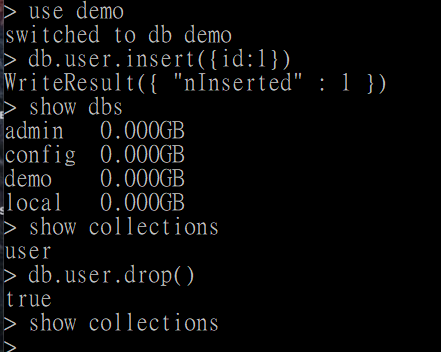 > use demo
switched to db demo
> db.user.insert({id:1})
WriteResult({ "nInserted" : 1 })
> show dbs
admin   0.000GB
config  0.000GB
demo    0.000GB
local   0.000GB
> show collections
user
> db.user.drop()
true
> show collections
>